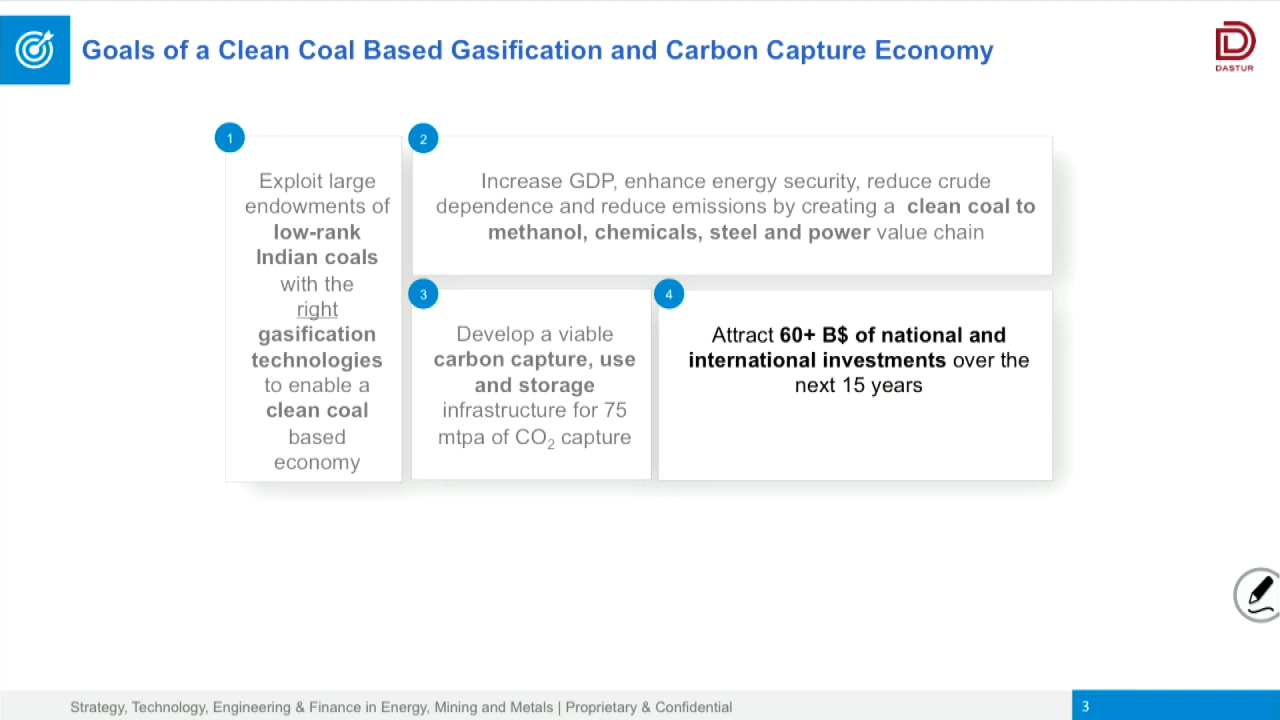 Goals of a Clean Coal Based Gasification and Carbon Capture Economy
DASTUR
1
Exploit large
endowments of
low-rank
Indian coals
with the
right
gasification
technologies
to enable a
clean coal
based
economy
2
Increase GDP, enhance energy security, reduce crude
dependence and reduce emissions by creating a clean coal to
methanol, chemicals, steel and power value chain
3
Develop a viable
carbon capture, use
and storage
infrastructure for 75
mtpa of CO₂ capture
4
Attract 60+ B$ of national and
international investments over the
next 15 years
Strategy, Technology, Engineering & Finance in Energy, Mining and Metals | Proprietary & Confidential
3